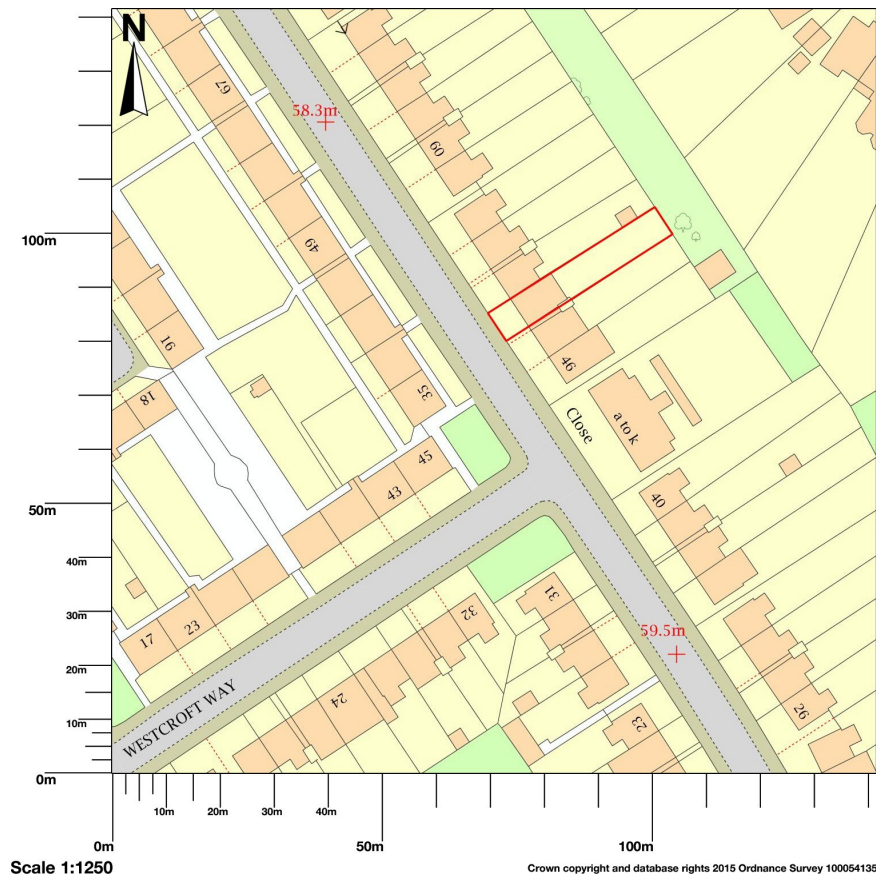 N
67
58.3m
60
49
100m
16
18
35
46
Close
a to k
45
43
40
50m
40m
31
32
30m
17
23
59.5m
20m
24
26
23
WESTCROFT WAY
10m
0m
10m
20m
30m
40m
0m
50m
100m
Scale 1:1250
Crown copyright and database rights 2015 Ordnance Survey 100054135